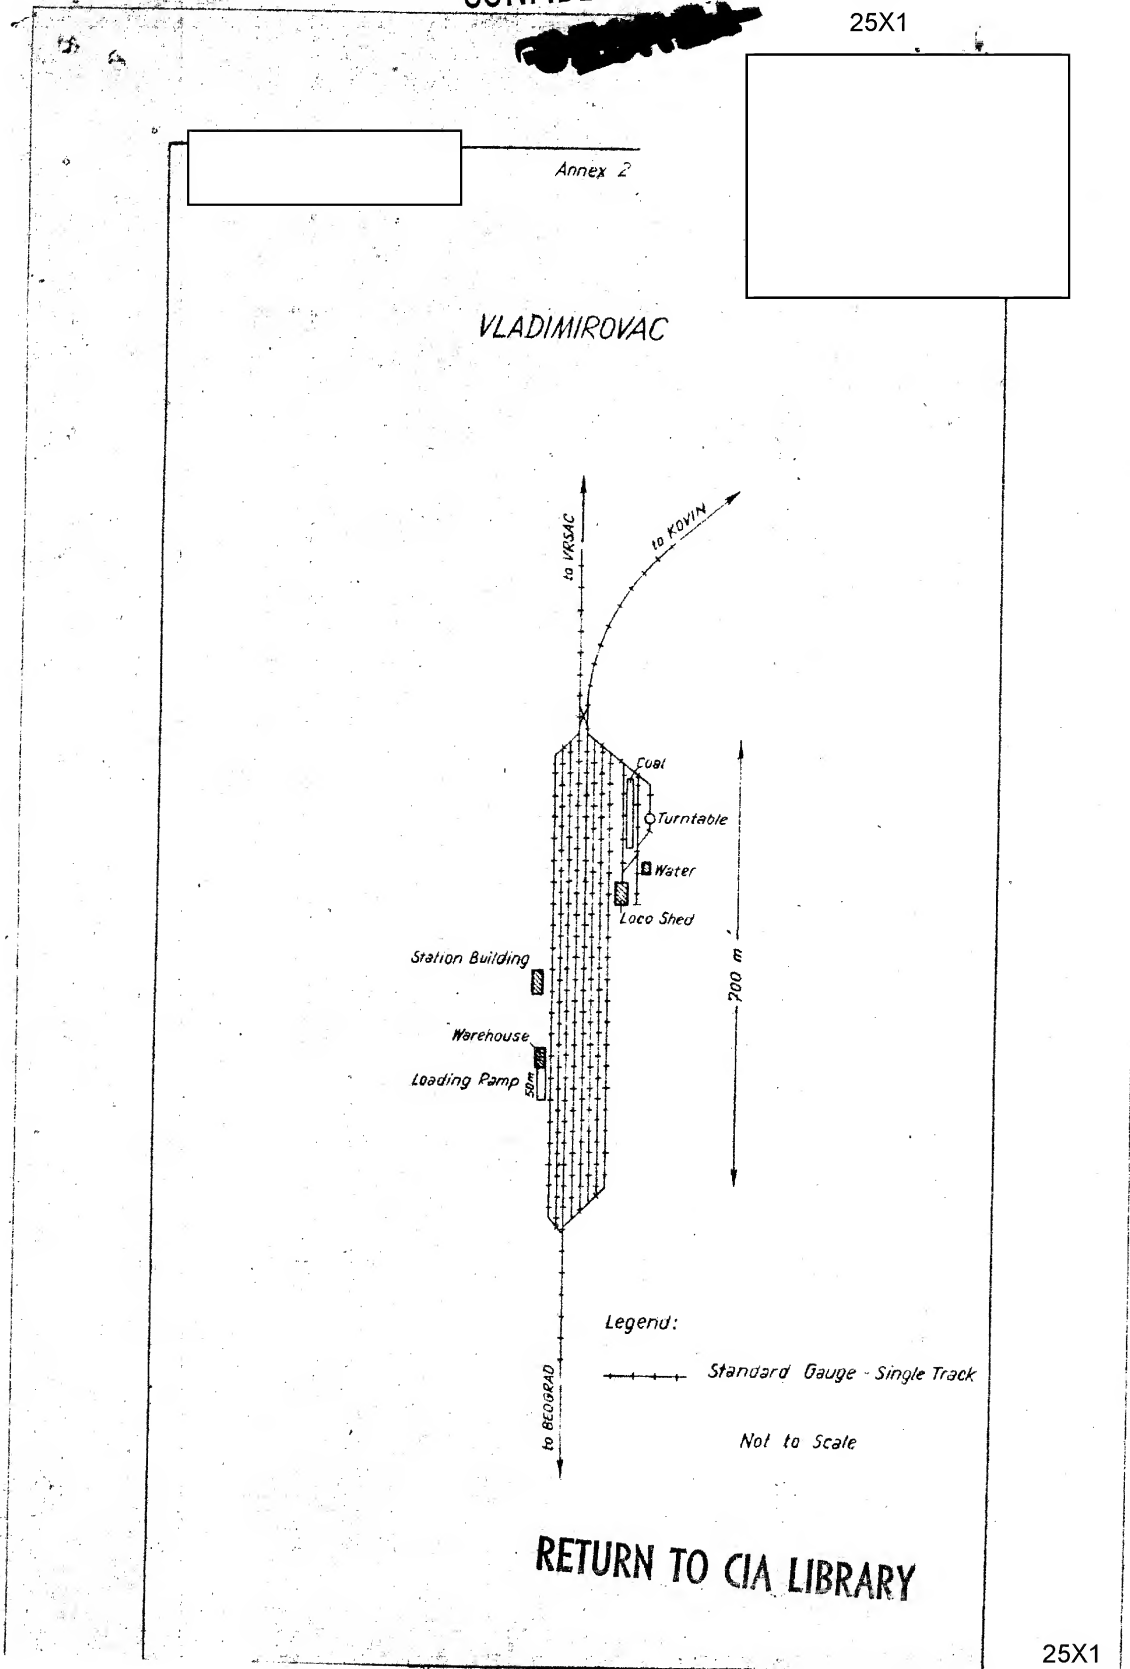 25X1
Annex 2
VLADIMIROVAC
to VRSAC
to KOVIN
Coal
Turntable
Water
Loco Shed
700 m
Station Building
Warehouse
Loading Ramp
50m
Legend:
Standard Gauge - Single Track
to BEOGRAD
Not to Scale
RETURN TO CIA LIBRARY
25X1